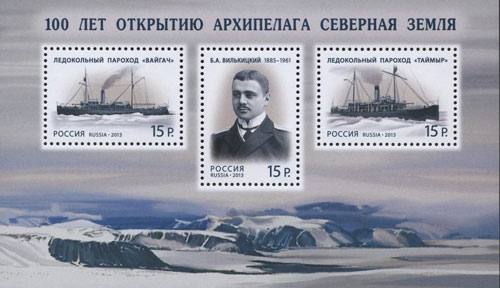 100 ЛЕТ ОТКРЫТИЮ АРХИПЕЛАГА СЕВЕРНАЯ ЗЕМЛЯ
ЛЕДОКОЛЬНЫЙ ПАРОХОД «ВАЙГАЧ»
РОССИЯ
RUSSIA • 2013
15 Р.
Б.А. ВИЛЬКИЦКИЙ 1885-1961
РОССИЯ
RUSSIA • 2013
15 Р.
ЛЕДОКОЛЬНЫЙ ПАРОХОД «ТАЙМЫР»
РОССИЯ
RUSSIA • 2013
15 Р.